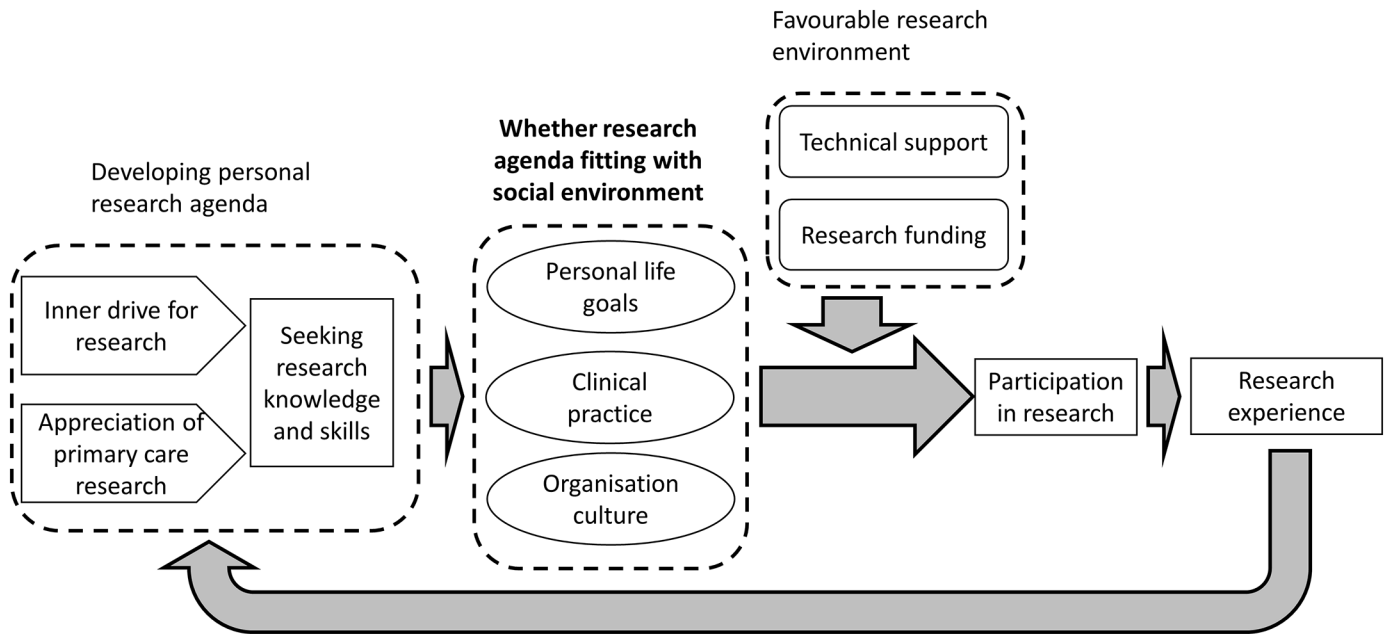 Favourable research
environment
Technical support
Research funding
Whether research
agenda fitting with
social environment
Personal life
goals
Clinical
practice
Organisation
culture
Developing personal
research agenda
Inner drive for
research
Appreciation of
primary care
research
Seeking
research
knowledge
and skills
Participation
in research
Research
experience